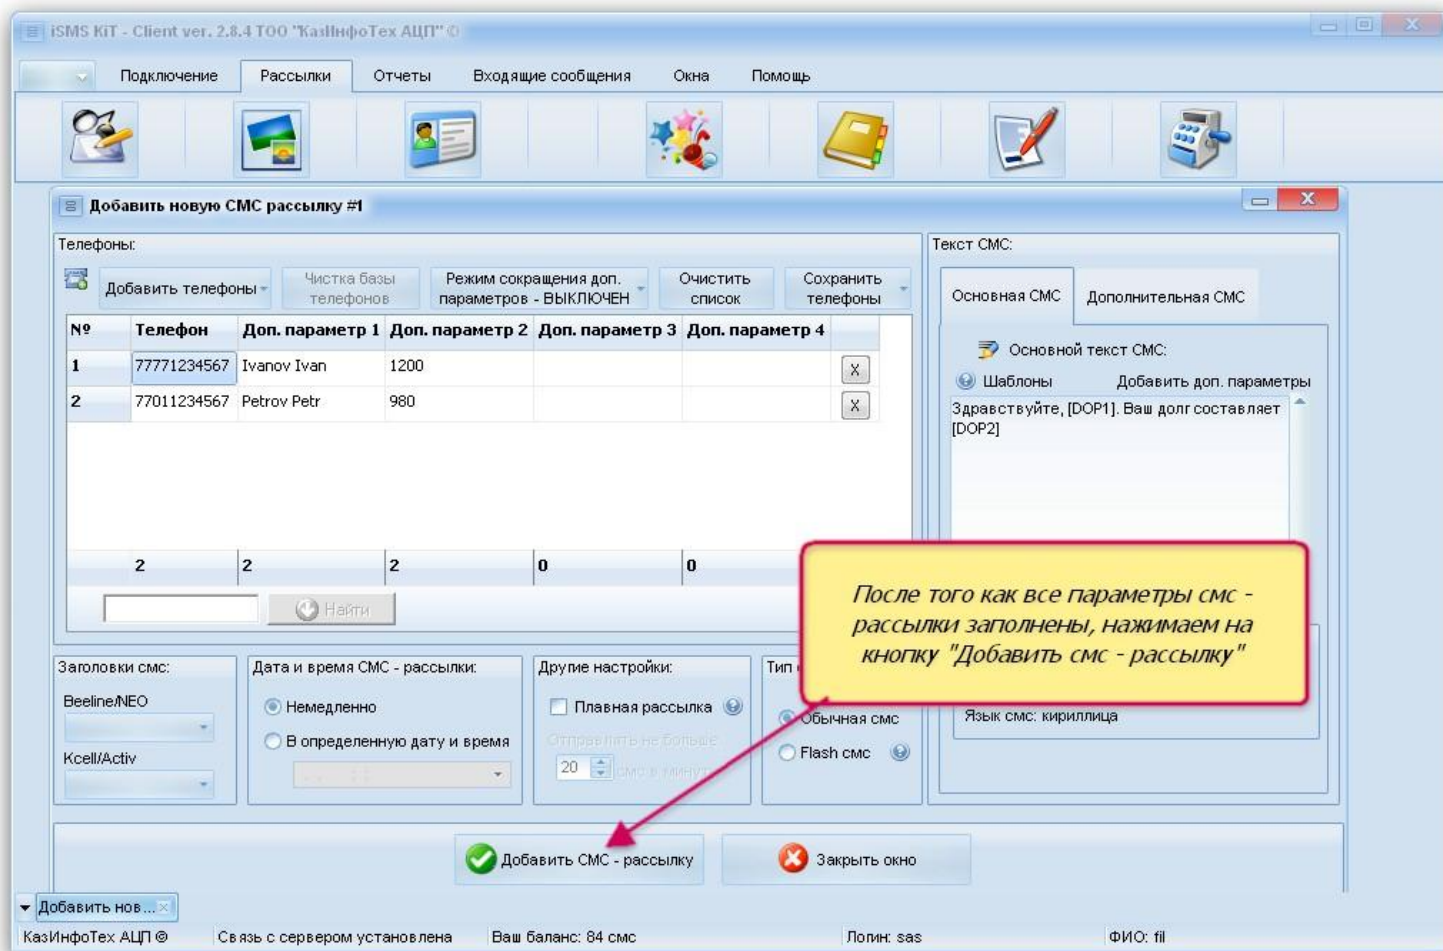 iSMS KiT - Client ver. 2.8.4 ТОО "КазИнфоТех АЦП" ©
Подключение Рассылки Отчеты Входящие сообщения Окна Помощь
Добавить новую СМС рассылку #1
Телефоны:
Добавить телефоны
Чистка базы
телефонов
Режим сокращения доп.
параметров - ВЫКЛЮЧЕН
Очистить
список
Сохранить
телефоны
№ Телефон Доп. параметр 1 Доп. параметр 2 Доп. параметр 3 Доп. параметр 4
1 77771234567 Ivanov Ivan 1200 X
2 77011234567 Petrov Petr 980 X
2 2 2 0 0
Найти
Текст СМС:
Основная СМС Дополнительная СМС
Основной текст СМС:
Шаблоны Добавить доп. параметры
Здравствуйте, [DOP1]. Ваш долг составляет
[DOP2]
После того как все параметры смс -
рассылки заполнены, нажимаем на
кнопку "Добавить смс - рассылку"
Язык смс: кириллица
Заголовки смс:
Beeline/NEO
Kcell/Activ
Дата и время СМС - рассылки:
Немедленно
В определенную дату и время
Другие настройки:
Плавная рассылка
Отправлять не больше
20 смс в минут
Тип
Обычная смс
Flash смс
Добавить СМС - рассылку Закрыть окно
Добавить нов...
КазИнфоТех АЦП © Связь с сервером установлена Ваш баланс: 84 смс Логин: sas ФИО: fil